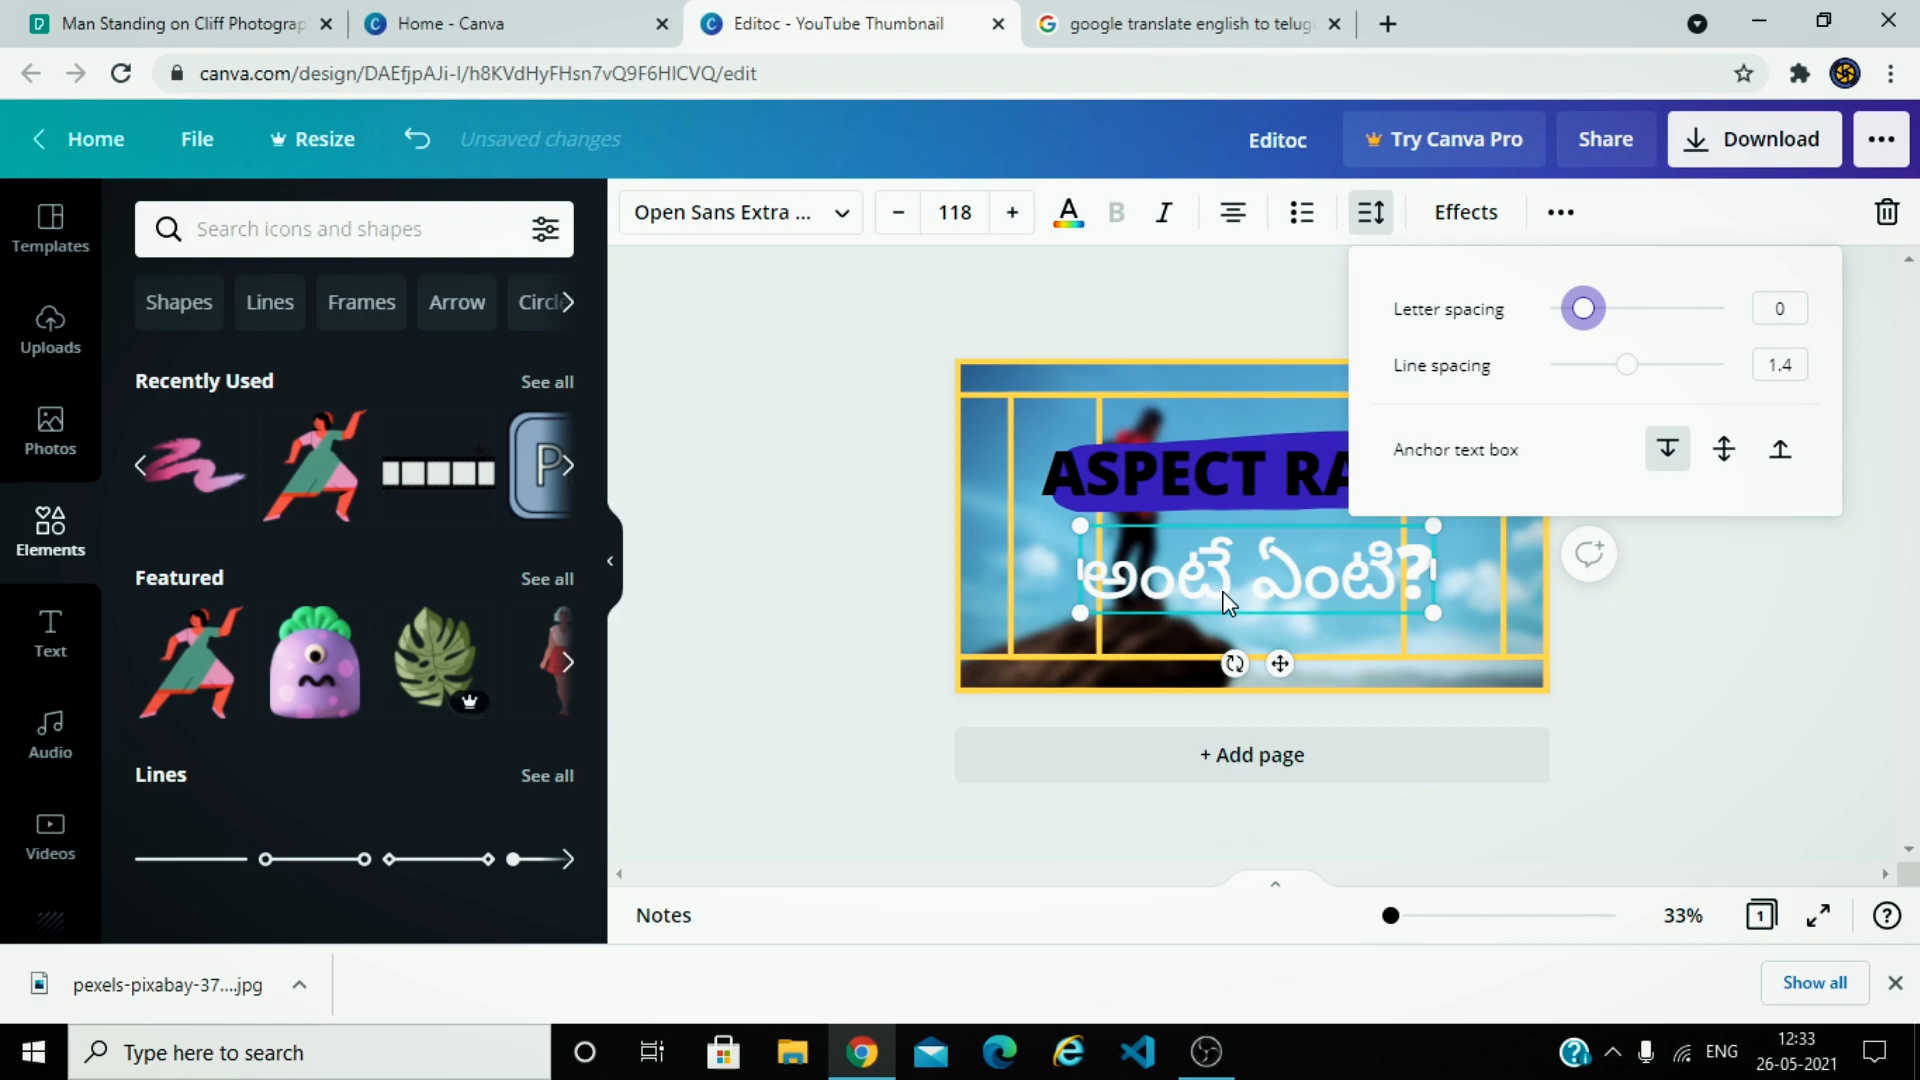 Man Standing on Cliff Photograp
Home - Canva
Editoc - YouTube Thumbnail
google translate english to telug
canva.com/design/DAEfjpAJi-I/h8KVdHyFHsn7vQ9F6HICVQ/edit
Home
File
Resize
Unsaved changes
Editoc
Try Canva Pro
Share
Download
Templates
Uploads
Photos
Elements
Text
Audio
Videos
Search icons and shapes
Shapes
Lines
Frames
Arrow
Circle
Recently Used
See all
P
Featured
See all
Lines
See all
Open Sans Extra ...
118
A
B
I
Effects
Letter spacing
0
Line spacing
1.4
Anchor text box
ASPECT RA
అంటే ఏంటి?
+ Add page
Notes
33%
1
pexels-pixabay-37....jpg
Show all
Type here to search
ENG
12:33
26-05-2021